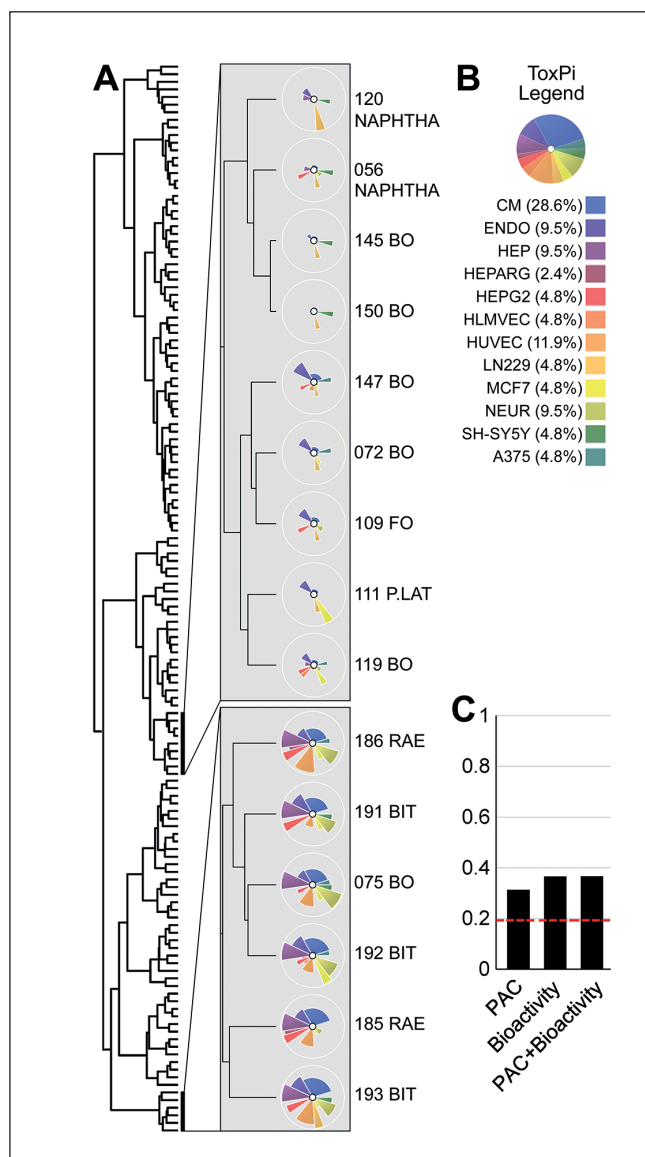 A
120
NAPHTHA
056
NAPHTHA
145 BO
150 BO
147 BO
072 BO
109 FO
111 P.LAT
119 BO
186 RAE
191 BIT
075 BO
192 BIT
185 RAE
193 BIT
B
ToxPi
Legend
CM (28.6%)
ENDO (9.5%)
HEP (9.5%)
HEPARG (2.4%)
HEPG2 (4.8%)
HLMVEC (4.8%)
HUVEC (11.9%)
LN229 (4.8%)
MCF7 (4.8%)
NEUR (9.5%)
SH-SY5Y (4.8%)
A375 (4.8%)
C
1
0.8
0.6
0.4
0.2
0
PAC
Bioactivity
PAC+Bioactivity